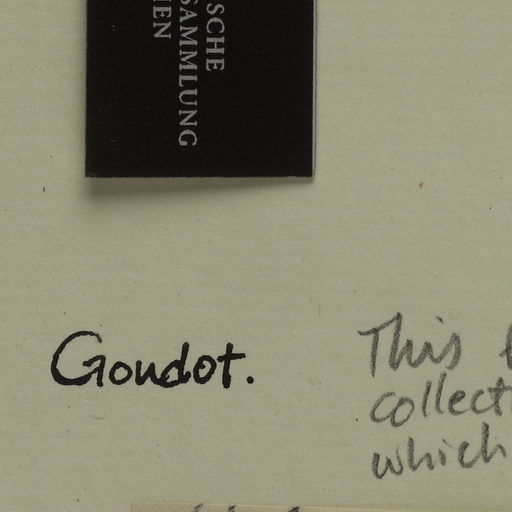 SCHE
SAMMLUNG
EN
Goudot.
This
collect
which